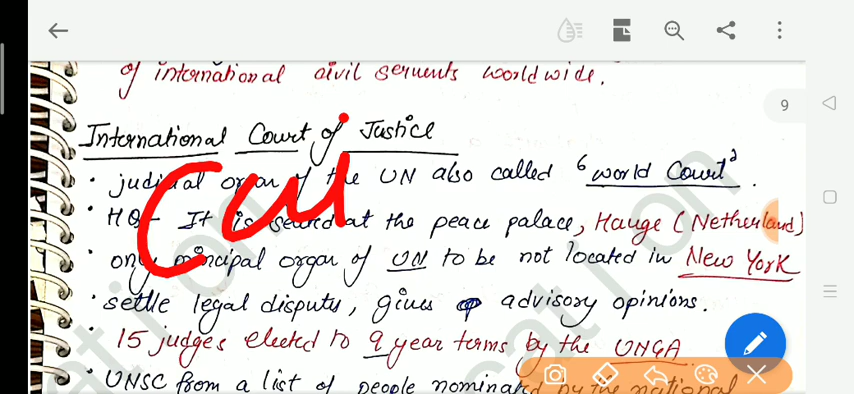 of international civil servents worldwide.
9
International Court of Justice
• judicial organ of the UN also called "world Court".
• HQ - It is seated at the peace palace, Hauge (Netherland)
• only principal organ of UN to be not located in New York
• settle legal disputs, gives advisory opinions.
• 15 judges elected to 9 year terms by the UNGA
• UNSC from a list of people nominated by the national